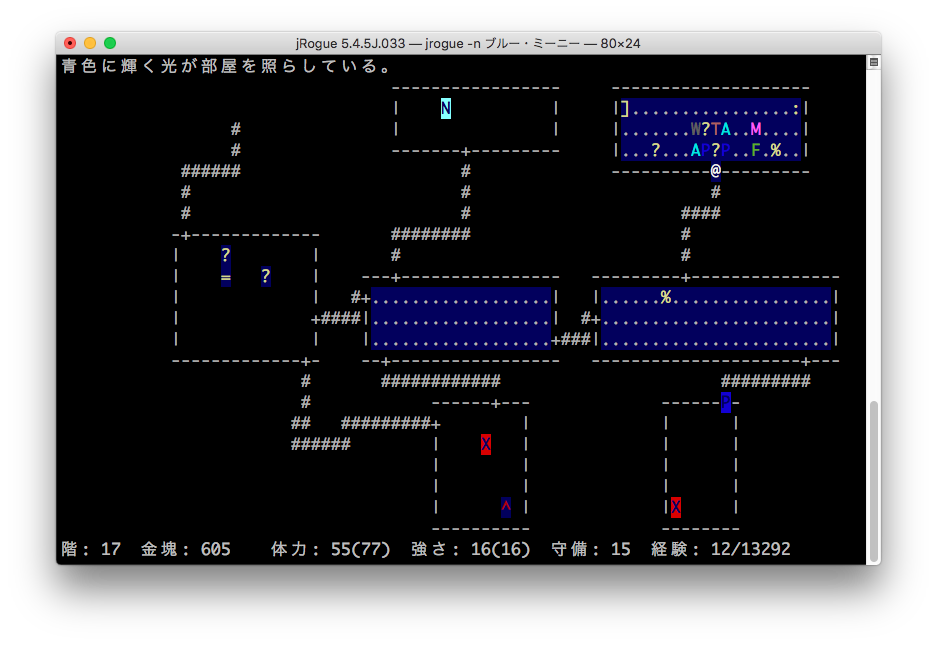 jRogue 5.4.5J.033 — jrogue -n ブルー・ミーニー — 80×24
青色に輝く光が部屋を照らしている。
                                 -----------------     --------------------
                                 |    N          |     |]................:|
                 #               |               |     |.......W?TA..M....|
                 #               -------+---------     |...?...AP?P..F.%..|
            ######                      #              ----------@---------
            #                           #                        #
            #                           #                     ####
           -+-------------       ########                     #
           |    ?        |       #                            #
           |    =   ?    |    ---+----------------   ---------+---------------
           |             |   #+..................|   |......%................|
           |             +####|..................|  #+.......................|
           |             |    |..................+###|.......................|
           -------------+-    --+-----------------   ---------------------+---
                        #       ############                      #########
                        #            ------+---             ------P-
                       ##   #########+        |             |      |
                       ######        |    X   |             |      |
                                     |        |             |      |
                                     |        |             |      |
                                     |      ^ |             |X     |
                                     ----------             --------
階: 17  金塊: 605    体力: 55(77)  強さ: 16(16)  守備: 15  経験: 12/13292